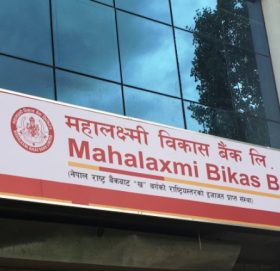 महालक्ष्मी विकास बैंक लि.
Mahalaxmi Bikas B
(नेपाल राष्ट्र बैंकबाट "ख" वर्गको राष्ट्रियस्तरको इजाजत प्राप्त संस्था)